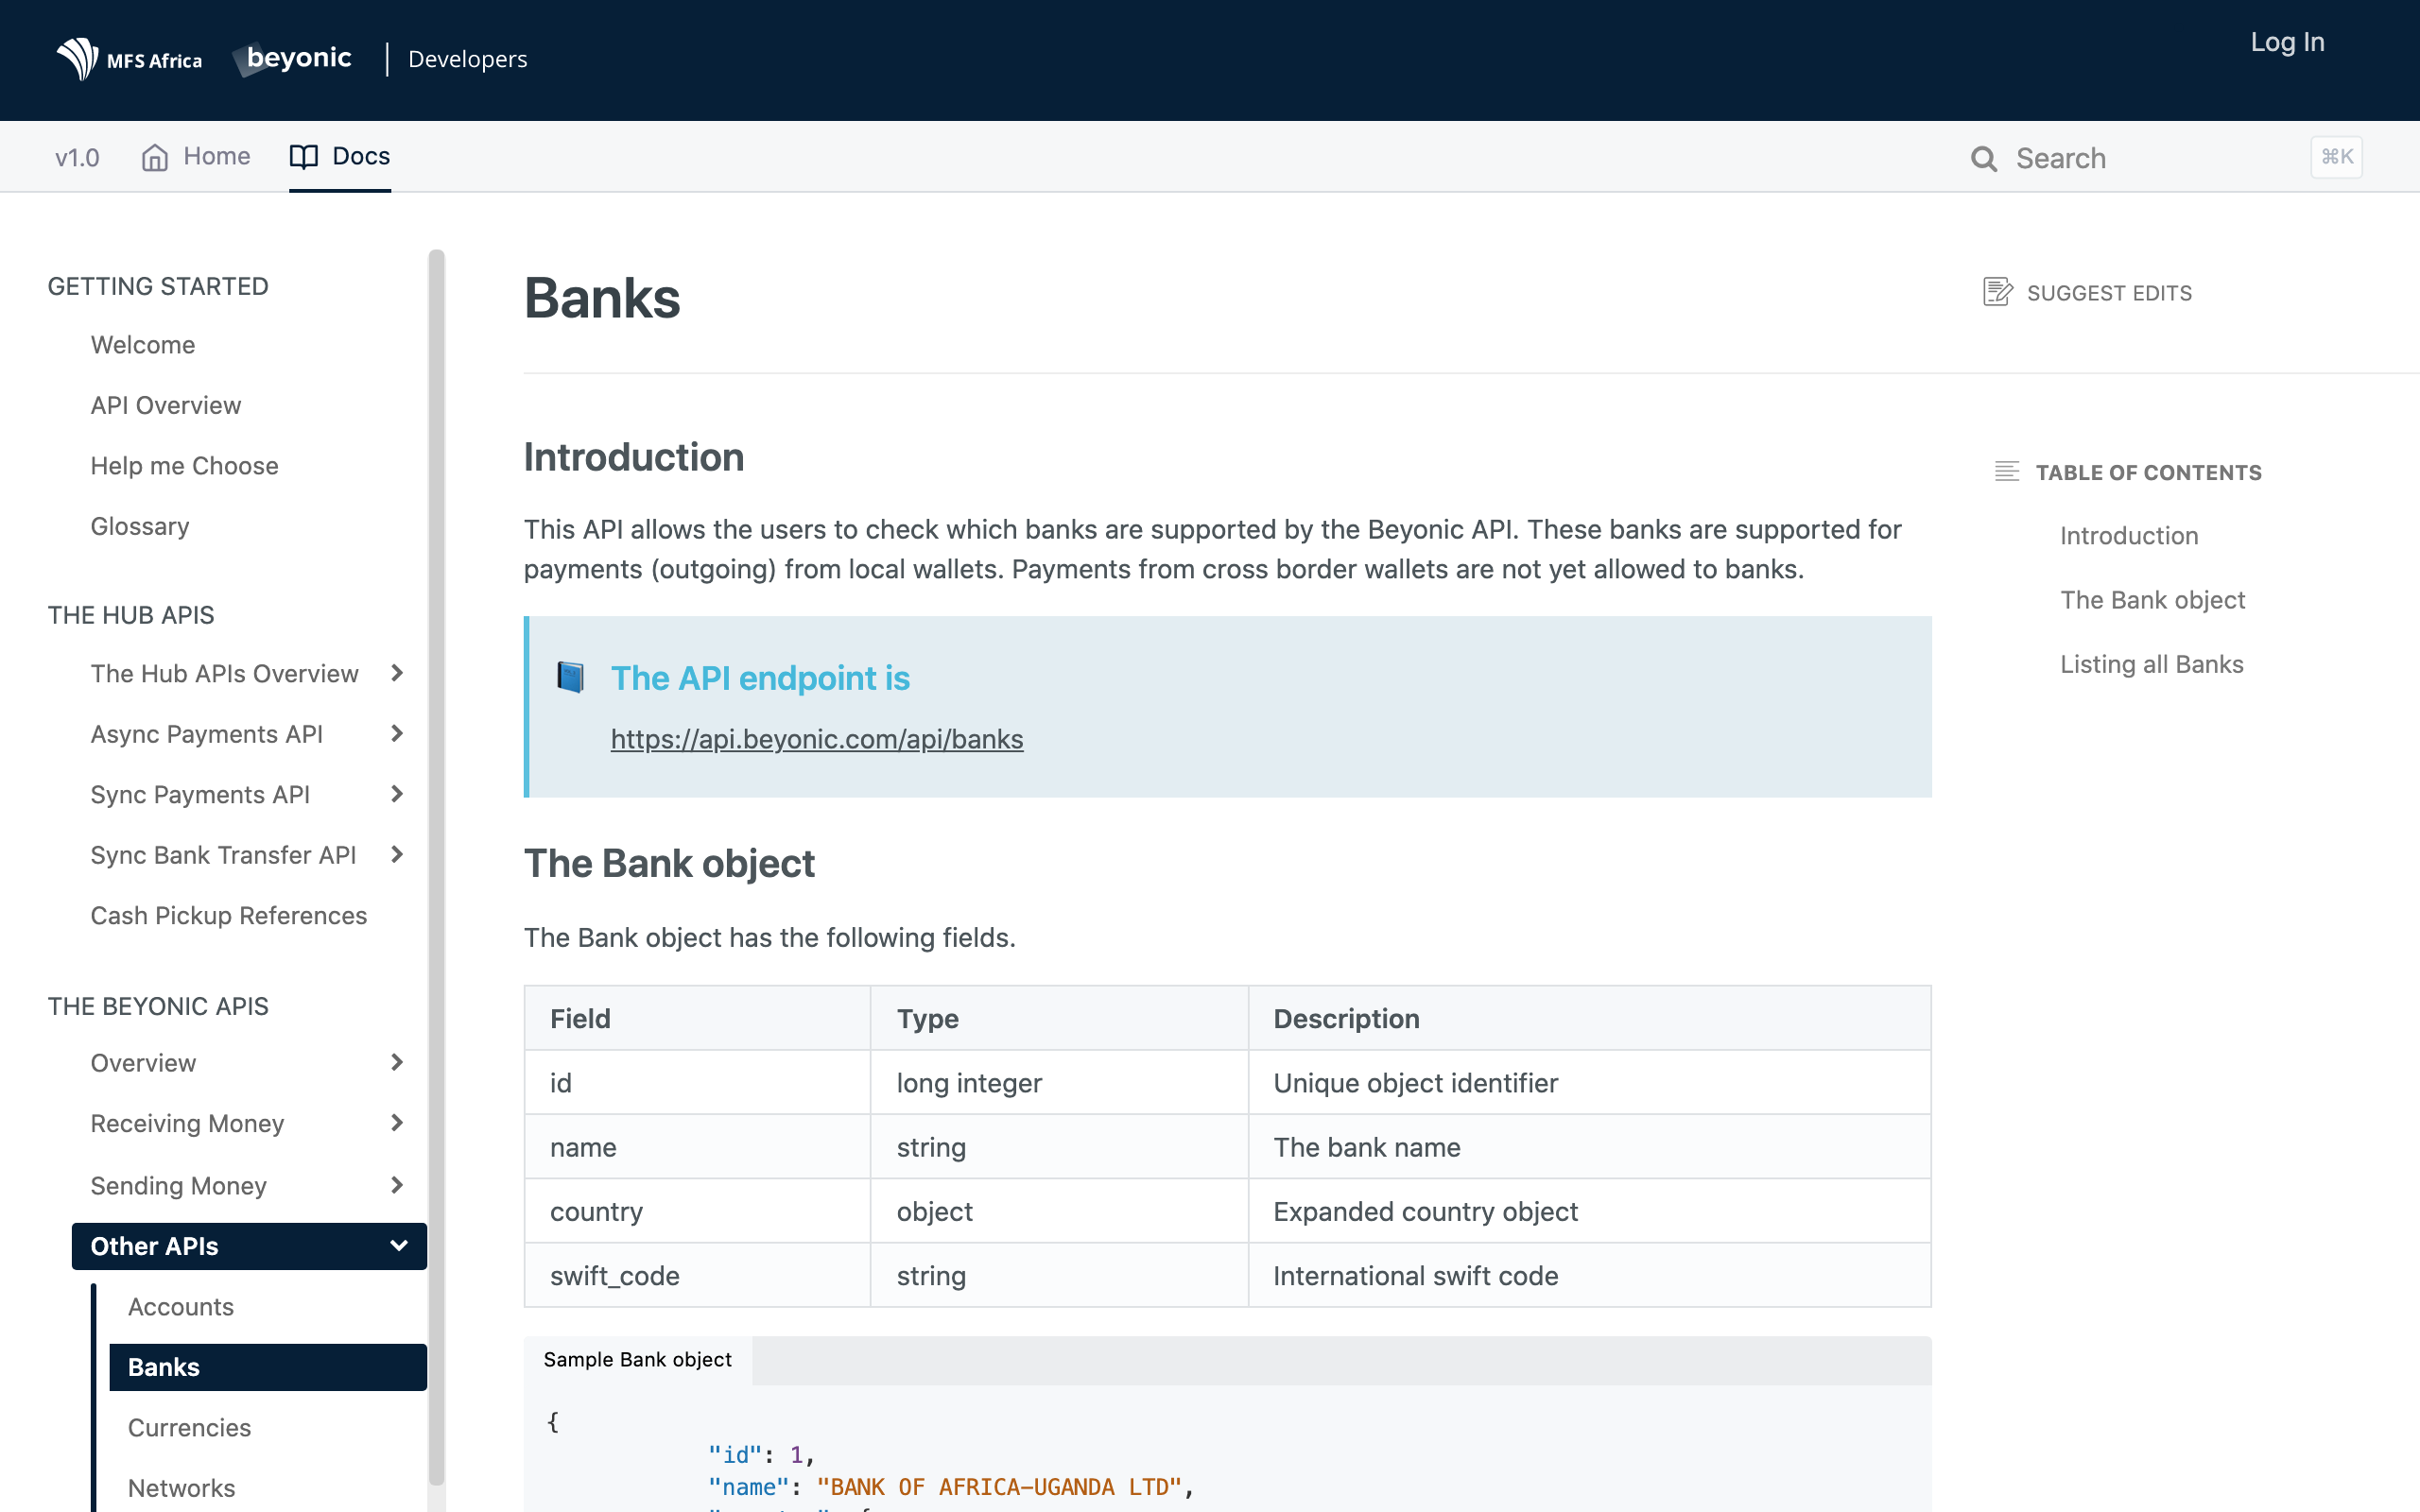 MFS Africa beyonic | Developers
Log In
v1.0 Home Docs
Search ⌘K
GETTING STARTED
Welcome
API Overview
Help me Choose
Glossary
THE HUB APIS
The Hub APIs Overview
Async Payments API
Sync Payments API
Sync Bank Transfer API
Cash Pickup References
THE BEYONIC APIS
Overview
Receiving Money
Sending Money
Other APIs
Accounts
Banks
Currencies
Networks
Banks
SUGGEST EDITS
Introduction
This API allows the users to check which banks are supported by the Beyonic API. These banks are supported for
payments (outgoing) from local wallets. Payments from cross border wallets are not yet allowed to banks.
The API endpoint is
https://api.beyonic.com/api/banks
The Bank object
The Bank object has the following fields.
Field Type Description
id long integer Unique object identifier
name string The bank name
country object Expanded country object
swift_code string International swift code
Sample Bank object
{
"id": 1,
"name": "BANK OF AFRICA-UGANDA LTD",
TABLE OF CONTENTS
Introduction
The Bank object
Listing all Banks